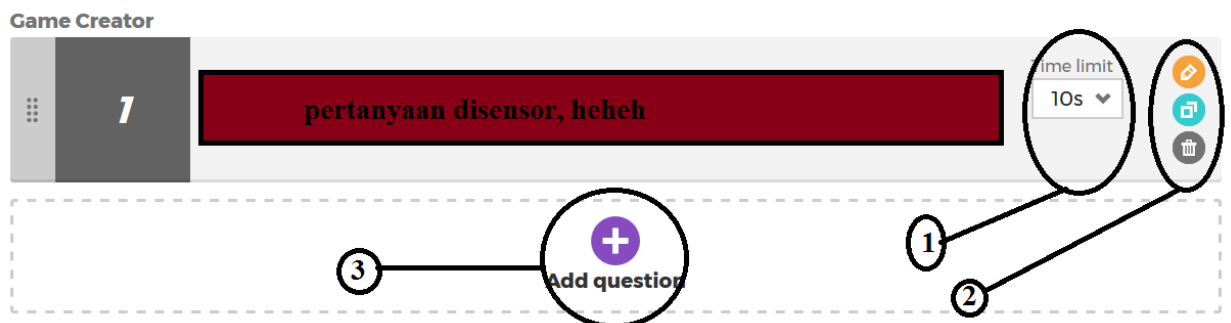 Game Creator
1
pertanyaan disensor, heheh
Time limit
10s
1
2
3
Add question